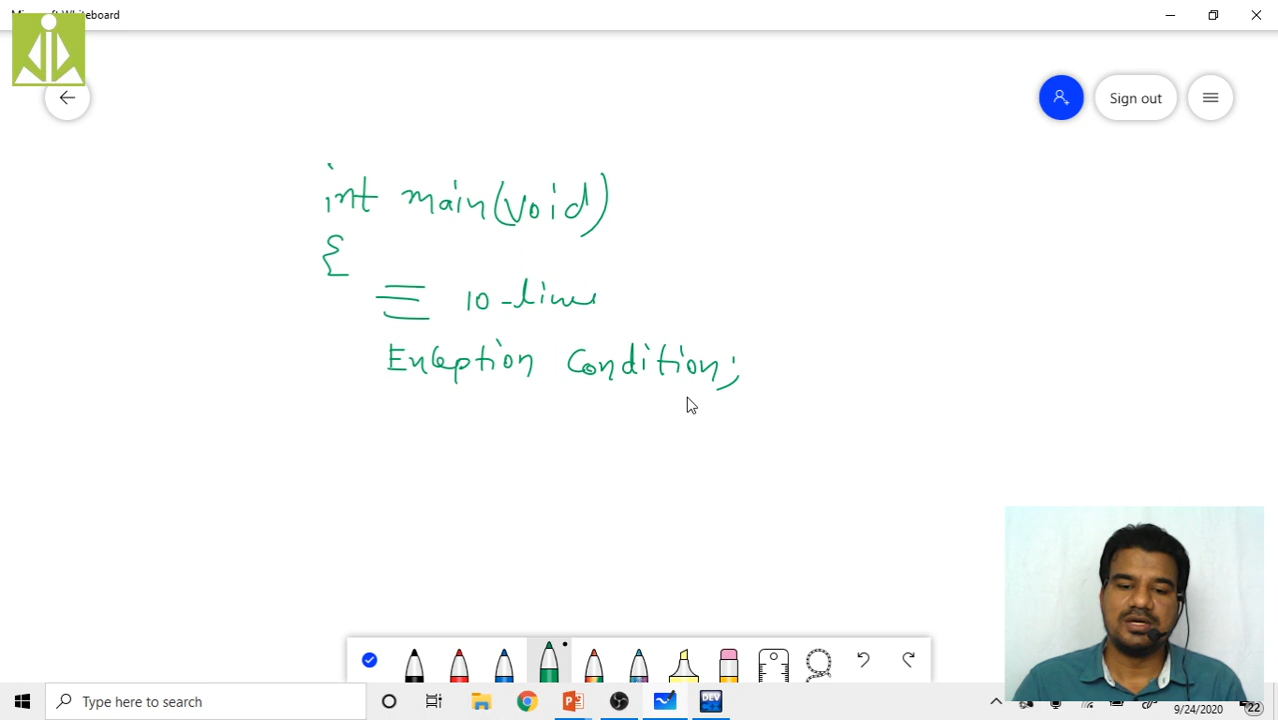 Microsoft Whiteboard
Sign out
int main(void)
{
10-line
Exception Condition;
Type here to search
DEV
9/24/2020
22